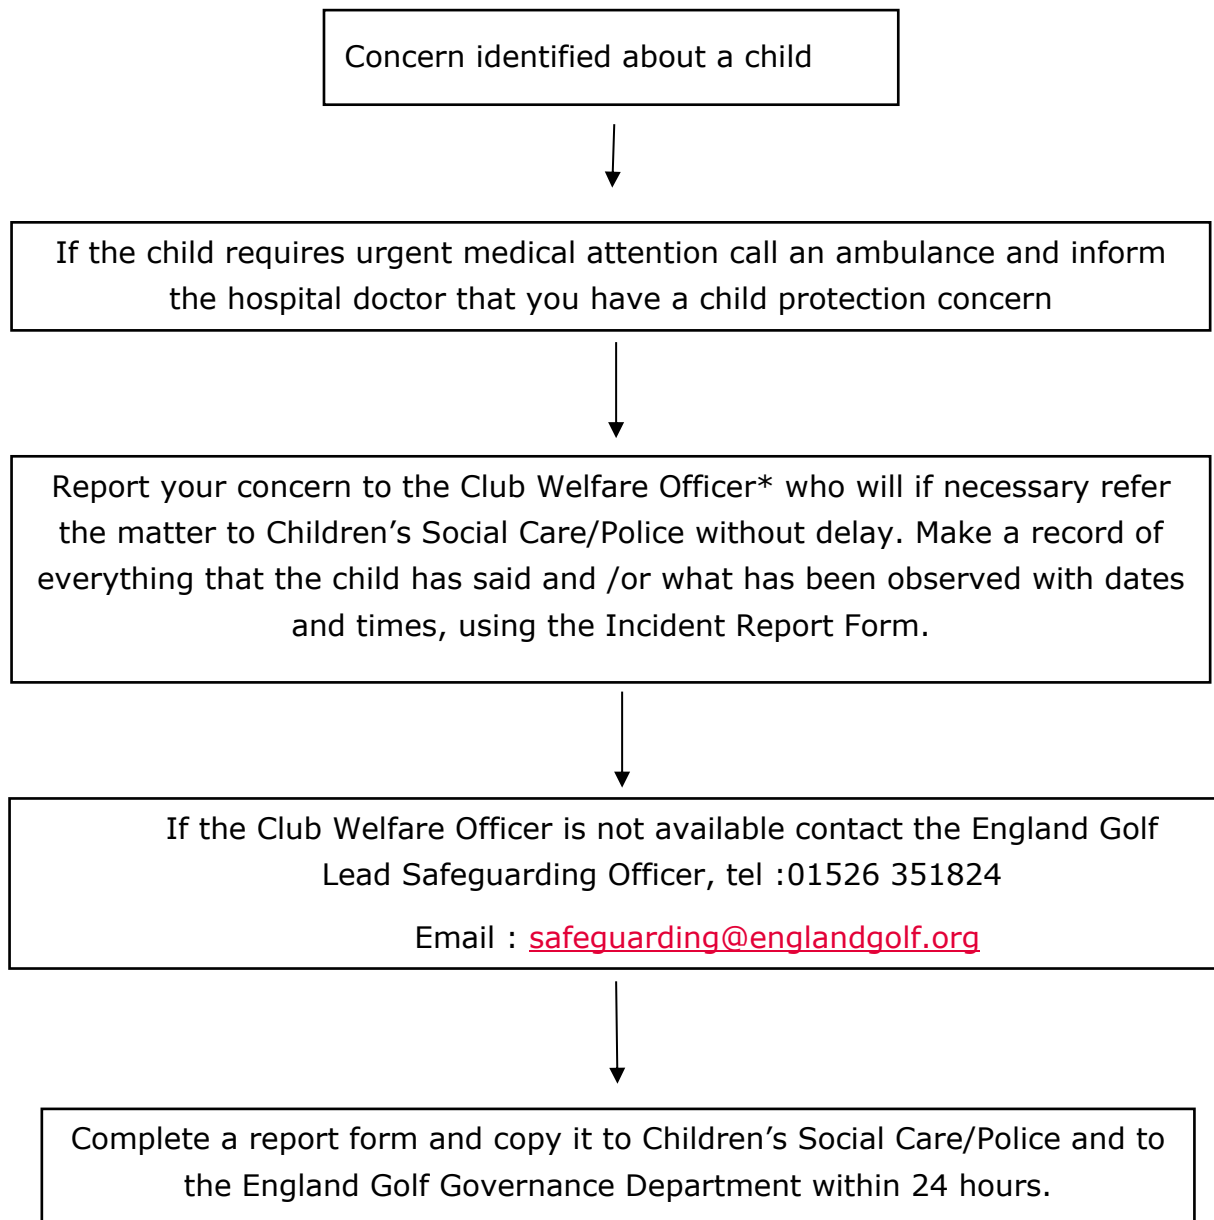 Concern identified about a child
If the child requires urgent medical attention call an ambulance and inform
the hospital doctor that you have a child protection concern
Report your concern to the Club Welfare Officer* who will if necessary refer
the matter to Children’s Social Care/Police without delay. Make a record of
everything that the child has said and /or what has been observed with dates
and times, using the Incident Report Form.
If the Club Welfare Officer is not available contact the England Golf
Lead Safeguarding Officer, tel :01526 351824
Email : safeguarding@englandgolf.org
Complete a report form and copy it to Children’s Social Care/Police and to
the England Golf Governance Department within 24 hours.